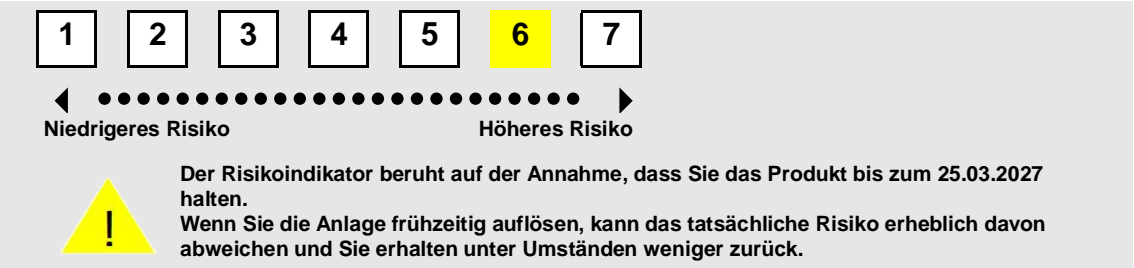 1 2 3 4 5 6 7
Niedrigeres Risiko Höheres Risiko
Der Risikoindikator beruht auf der Annahme, dass Sie das Produkt bis zum 25.03.2027
halten.
Wenn Sie die Anlage frühzeitig auflösen, kann das tatsächliche Risiko erheblich davon
! abweichen und Sie erhalten unter Umständen weniger zurück.